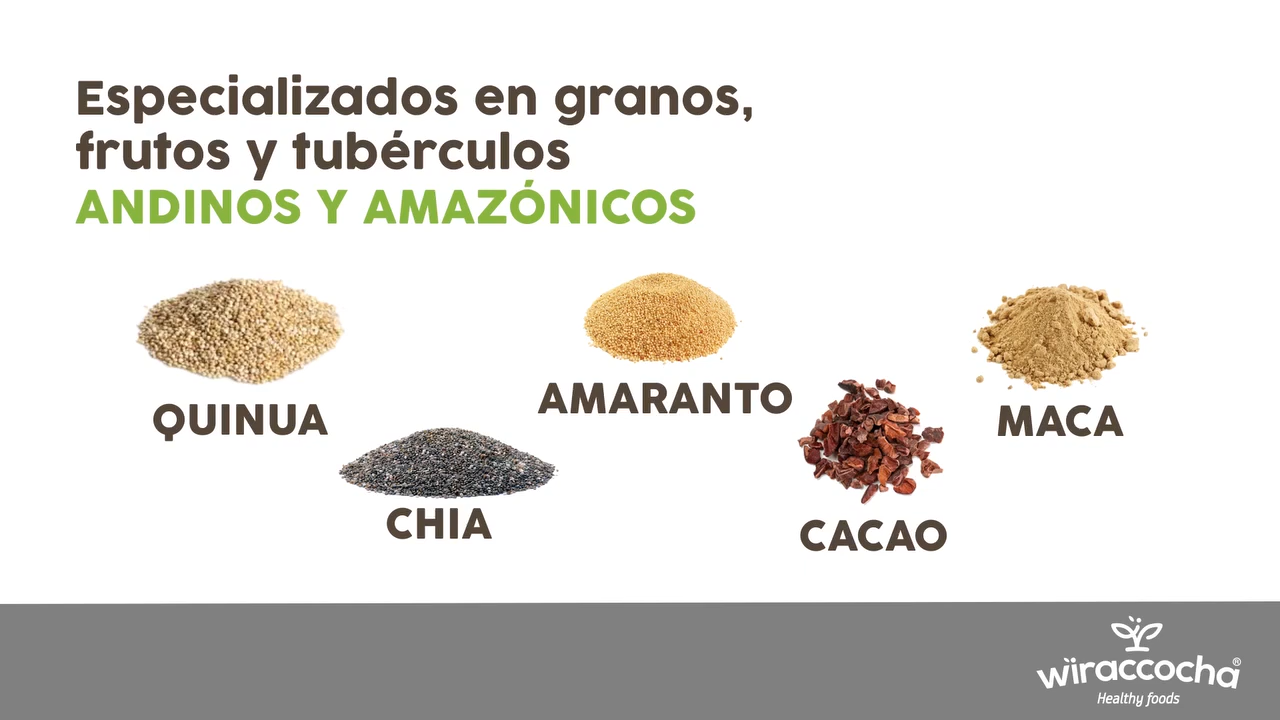 Especializados en granos,
frutos y tubérculos
ANDINOS Y AMAZÓNICOS
QUINUA
CHIA
AMARANTO
CACAO
MACA
wiraccocha®
Healthy foods